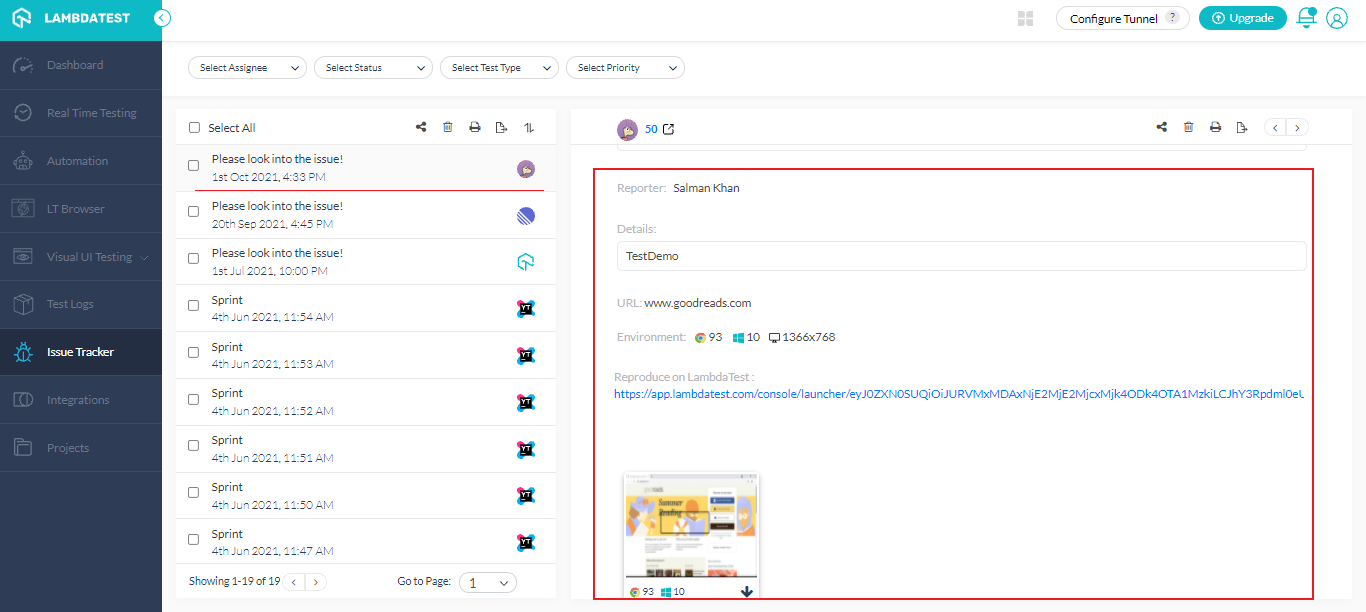 LAMBDATEST
Configure Tunnel ?
Upgrade
Dashboard
Real Time Testing
Automation
LT Browser
Visual UI Testing
Test Logs
Issue Tracker
Integrations
Projects
Select Assignee
Select Status
Select Test Type
Select Priority
Select All
Please look into the issue!
1st Oct 2021, 4:33 PM
Please look into the issue!
20th Sep 2021, 4:45 PM
Please look into the issue!
1st Jul 2021, 10:00 PM
Sprint
4th Jun 2021, 11:54 AM
YT
Sprint
4th Jun 2021, 11:53 AM
YT
Sprint
4th Jun 2021, 11:52 AM
YT
Sprint
4th Jun 2021, 11:51 AM
YT
Sprint
4th Jun 2021, 11:50 AM
YT
Sprint
4th Jun 2021, 11:47 AM
YT
Showing 1-19 of 19
Go to Page: 1
50
Reporter: Salman Khan
Details:
TestDemo
URL: www.goodreads.com
Environment: 93 10 1366x768
Reproduce on LambdaTest :
https://app.lambdatest.com/console/launcher/eyJ0ZXN0SUQiOiJURVMxMDAxNjE2MjE2MjcxMjk4ODk4OTA1MzkiLCJhY3Rpdml0eU
Summer
Reading
93 10